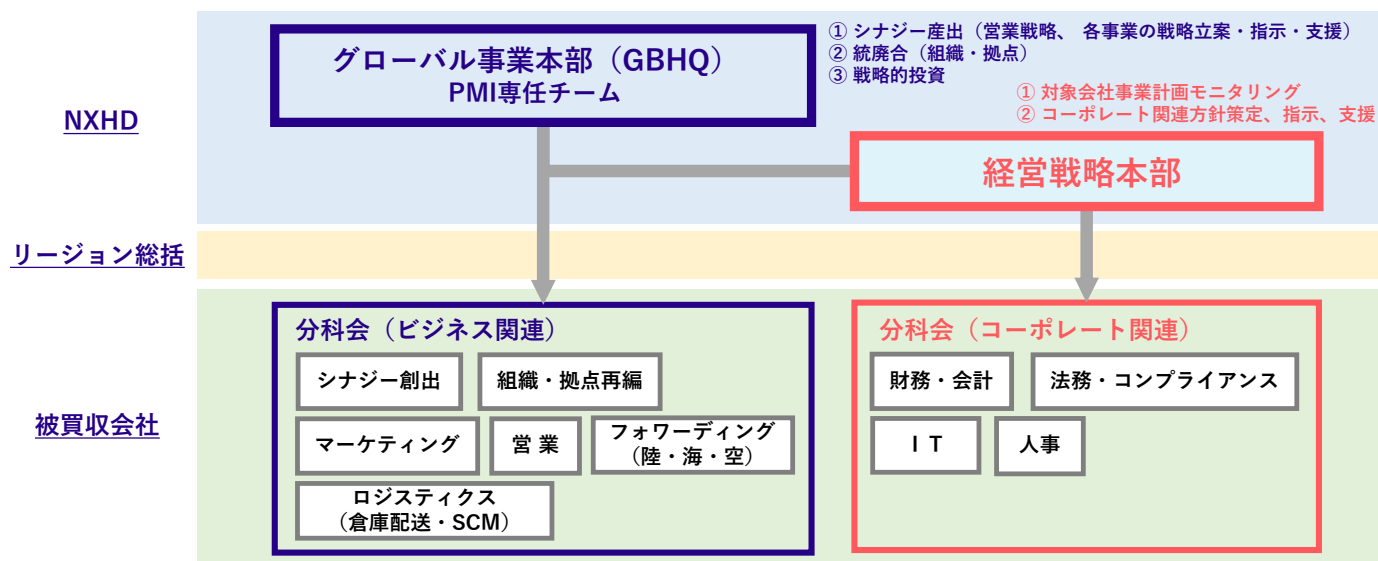 グローバル事業本部（GBHQ）
PMI専任チーム
① シナジー産出（営業戦略、 各事業の戦略立案・指示・支援）
② 統廃合（組織・拠点）
③ 戦略的投資
① 対象会社事業計画モニタリング
② コーポレート関連方針策定、指示、支援
NXHD
経営戦略本部
リージョン総括
被買収会社
分科会（ビジネス関連）
シナジー創出
組織・拠点再編
マーケティング
営 業
フォワーディング
（陸・海・空）
ロジスティクス
（倉庫配送・SCM）
分科会（コーポレート関連）
財務・会計
法務・コンプライアンス
ＩＴ
人事